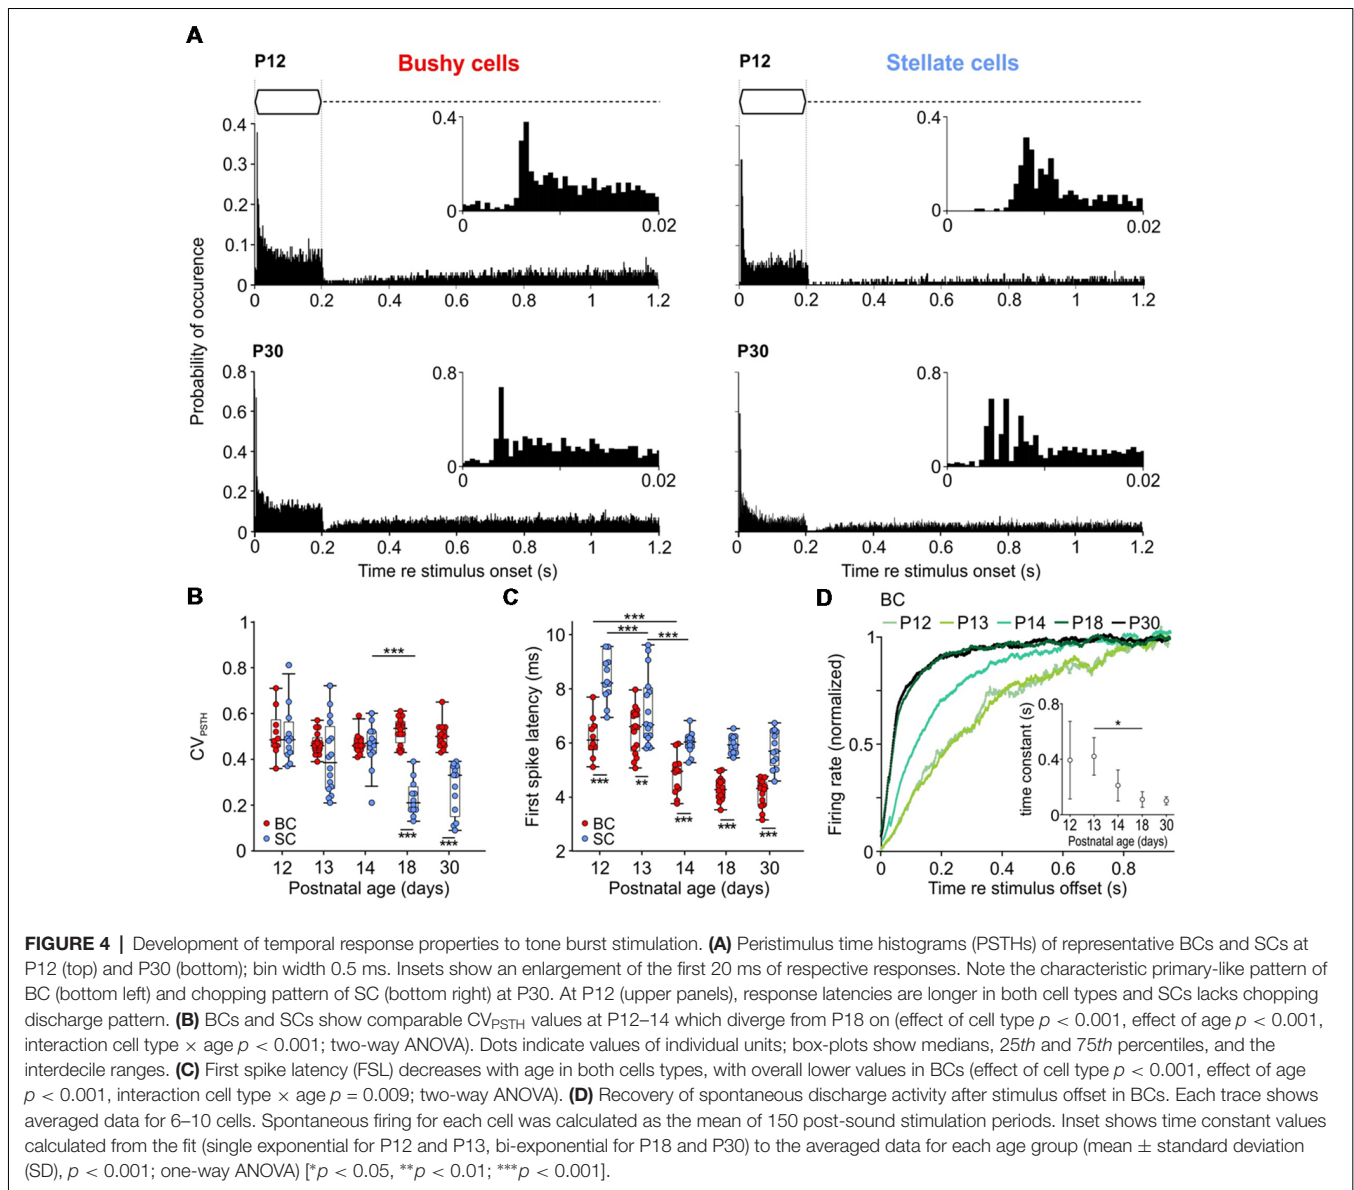 A
P12
Bushy cells
P12
Stellate cells
0.4
0.3
0.2
0.1
0
0 0.2 0.4 0.6 0.8 1 1.2
0.4
0
0 0.02
0 0.2 0.4 0.6 0.8 1 1.2
0.4
0
0 0.02
Probability of occurrence
P30
P30
0.8
0.6
0.4
0.2
0
0 0.2 0.4 0.6 0.8 1 1.2
Time re stimulus onset (s)
0.8
0
0 0.02
0 0.2 0.4 0.6 0.8 1 1.2
Time re stimulus onset (s)
0.8
0
0 0.02
B
1
0.8
0.6
0.4
0.2
0
CVPSTH
***
*** ***
BC
SC
12 13 14 18 30
Postnatal age (days)
C
10
8
6
4
2
First spike latency (ms)
***
*** ***
*** ** *** *** ***
BC
SC
12 13 14 18 30
Postnatal age (days)
D
BC
P12 P13 P14 P18 P30
1
0.5
0
Firing rate (normalized)
0 0.2 0.4 0.6 0.8
Time re stimulus offset (s)
0.8
0.4
0
time constant (s)
*
12 13 14 18 30
Postnatal age (days)
FIGURE 4 | Development of temporal response properties to tone burst stimulation. (A) Peristimulus time histograms (PSTHs) of representative BCs and SCs at
P12 (top) and P30 (bottom); bin width 0.5 ms. Insets show an enlargement of the first 20 ms of respective responses. Note the characteristic primary-like pattern of
BC (bottom left) and chopping pattern of SC (bottom right) at P30. At P12 (upper panels), response latencies are longer in both cell types and SCs lacks chopping
discharge pattern. (B) BCs and SCs show comparable CVPSTH values at P12–14 which diverge from P18 on (effect of cell type p < 0.001, effect of age p < 0.001,
interaction cell type × age p < 0.001; two-way ANOVA). Dots indicate values of individual units; box-plots show medians, 25th and 75th percentiles, and the
interdecile ranges. (C) First spike latency (FSL) decreases with age in both cells types, with overall lower values in BCs (effect of cell type p < 0.001, effect of age
p < 0.001, interaction cell type × age p = 0.009; two-way ANOVA). (D) Recovery of spontaneous discharge activity after stimulus offset in BCs. Each trace shows
averaged data for 6–10 cells. Spontaneous firing for each cell was calculated as the mean of 150 post-sound stimulation periods. Inset shows time constant values
calculated from the fit (single exponential for P12 and P13, bi-exponential for P18 and P30) to the averaged data for each age group (mean ± standard deviation
(SD), p < 0.001; one-way ANOVA) [*p < 0.05, **p < 0.01; ***p < 0.001].